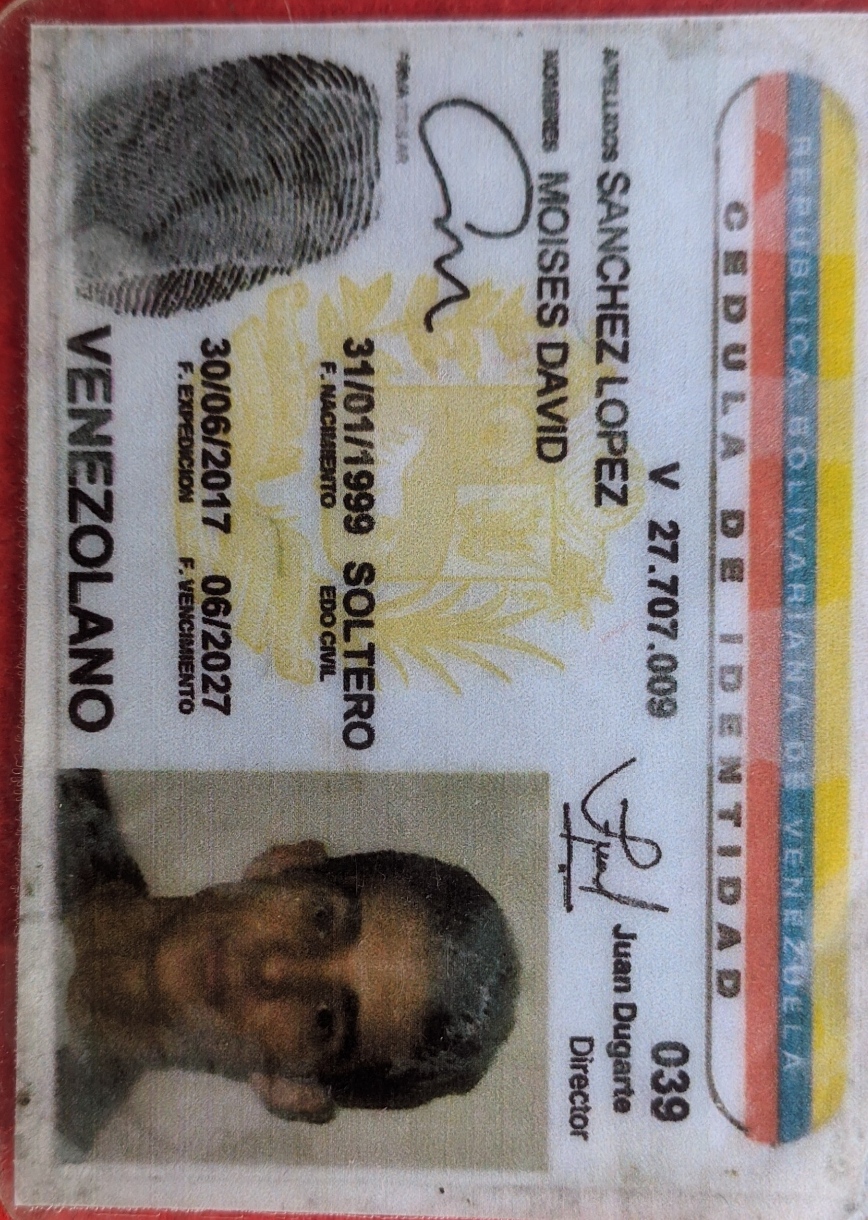 REPUBLICA BOLIVARIANA DE VENEZUELA
CEDULA DE IDENTIDAD
V 27.707.009
039
APELLIDOS SANCHEZ LOPEZ
Juan Dugarte
NOMBRES MOISES DAVID
Director
FIRMA TITULAR
31/01/1999 SOLTERO
F. NACIMIENTO EDO CIVIL
30/06/2017 06/2027
F. EXPEDICION F. VENCIMIENTO
VENEZOLANO